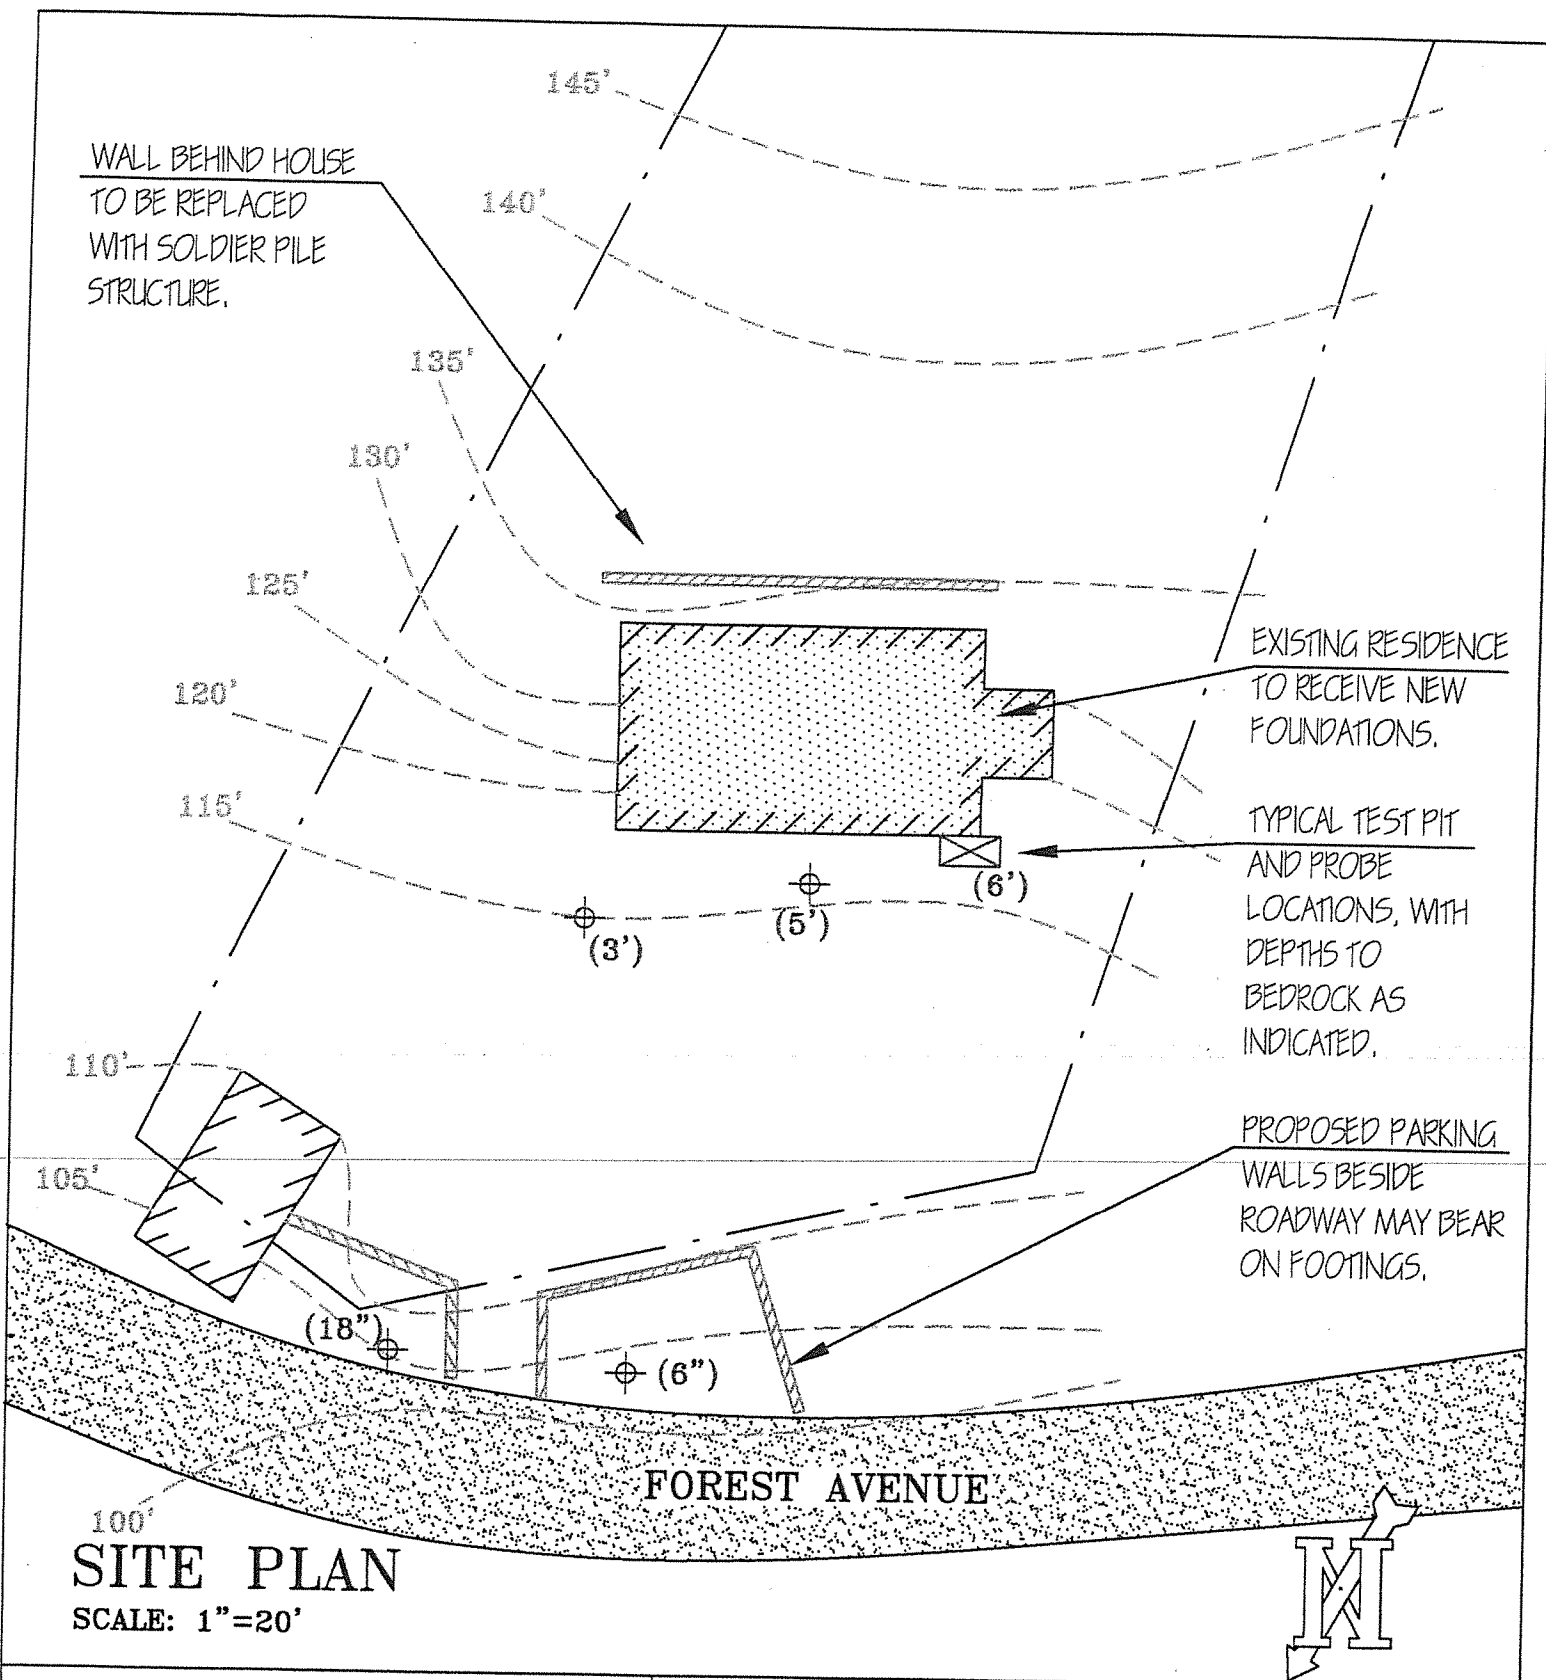 145'
WALL BEHIND HOUSE
TO BE REPLACED
WITH SOLDIER PILE
STRUCTURE.
140'
135'
130'
125'
120'
115'
EXISTING RESIDENCE
TO RECEIVE NEW
FOUNDATIONS.
TYPICAL TEST PIT
AND PROBE
LOCATIONS, WITH
DEPTHS TO
BEDROCK AS
INDICATED.
(6')
(5')
(3')
110'
105'
PROPOSED PARKING
WALLS BESIDE
ROADWAY MAY BEAR
ON FOOTINGS.
(18")
(6")
FOREST AVENUE
100'
SITE PLAN
SCALE: 1"=20'
N